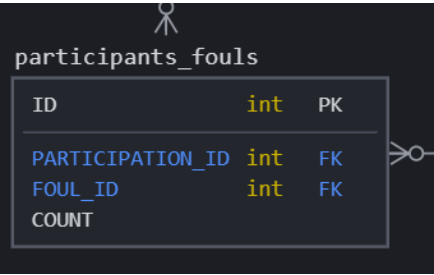 participants_fouls
ID int PK
PARTICIPATION_ID int FK
FOUL_ID int FK
COUNT